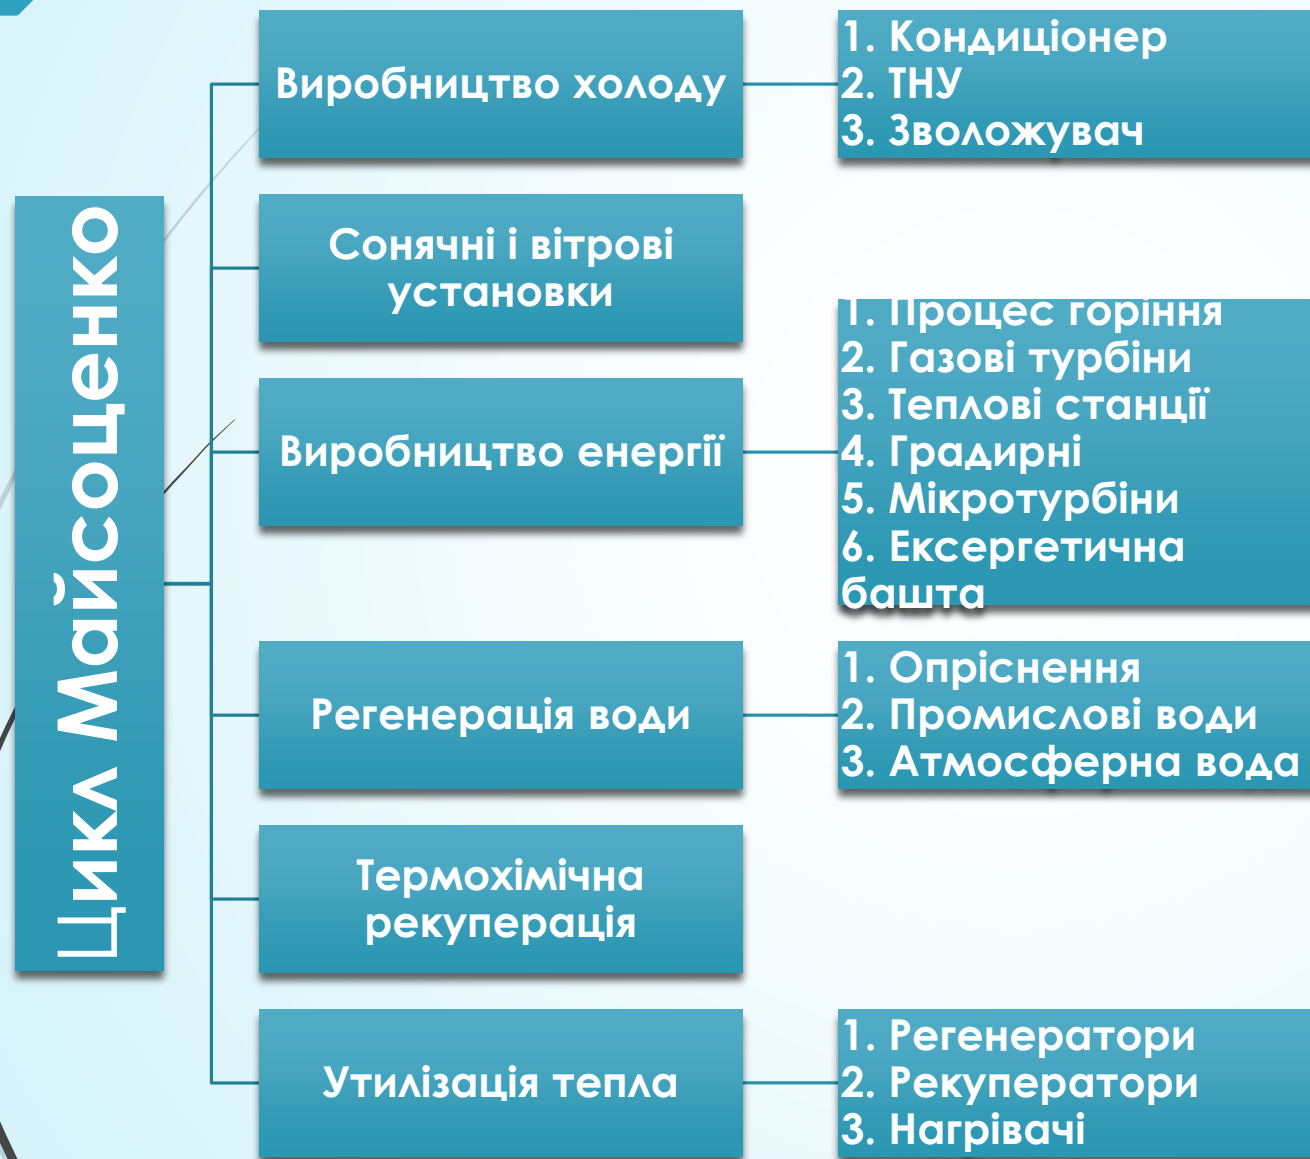 Цикл Майсоценко
Виробництво холоду
1. Кондиціонер
2. ТНУ
3. Зволожувач
Сонячні і вітрові
установки
Виробництво енергії
1. Процес горіння
2. Газові турбіни
3. Теплові станції
4. Градирні
5. Мікротурбіни
6. Ексергетична
башта
Регенерація води
1. Опріснення
2. Промислові води
3. Атмосферна вода
Термохімічна
рекуперація
Утилізація тепла
1. Регенератори
2. Рекуператори
3. Нагрівачі